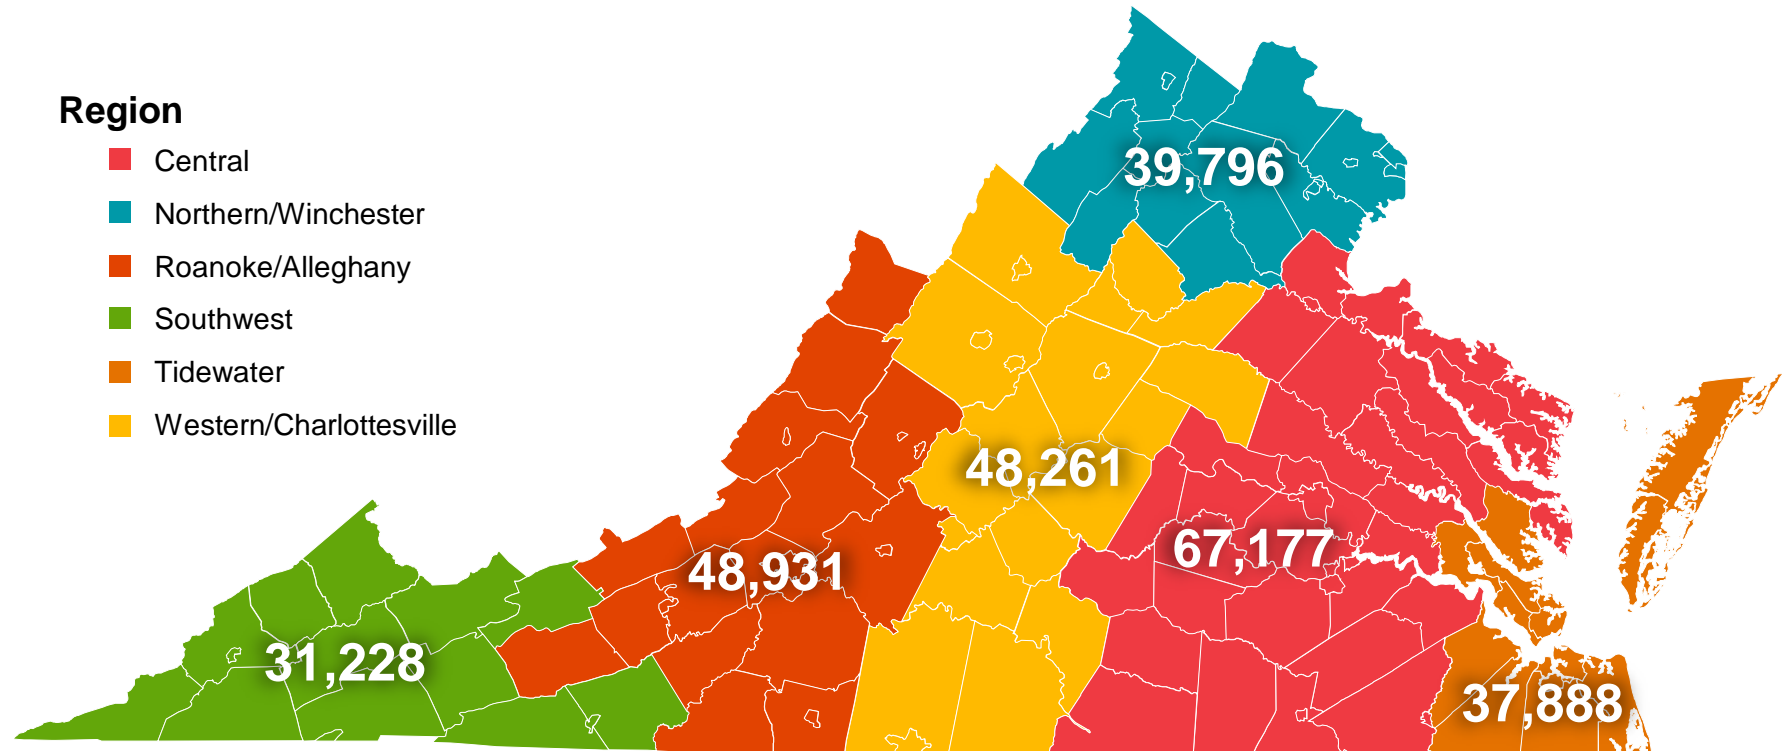 Region
Central
Northern/Winchester
Roanoke/Alleghany
Southwest
Tidewater
Western/Charlottesville
39,796
48,261
67,177
48,931
31,228
37,888